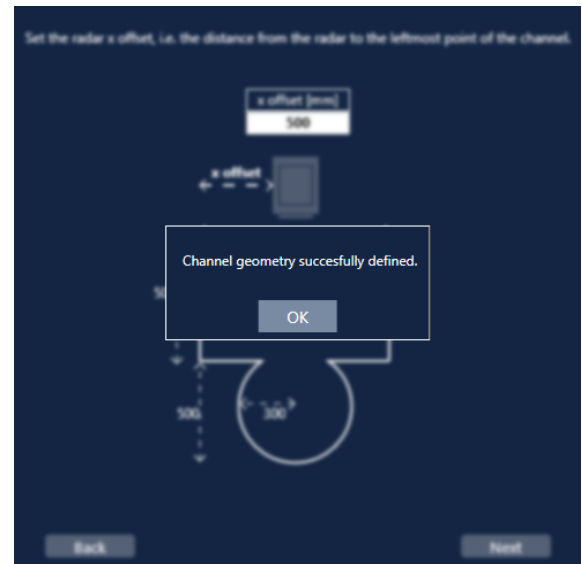 Set the radar x offset, i.e. the distance from the radar to the leftmost point of the channel.
x offset [mm]
500
x offset
Channel geometry succesfully defined.
OK
500
300
Back
Next